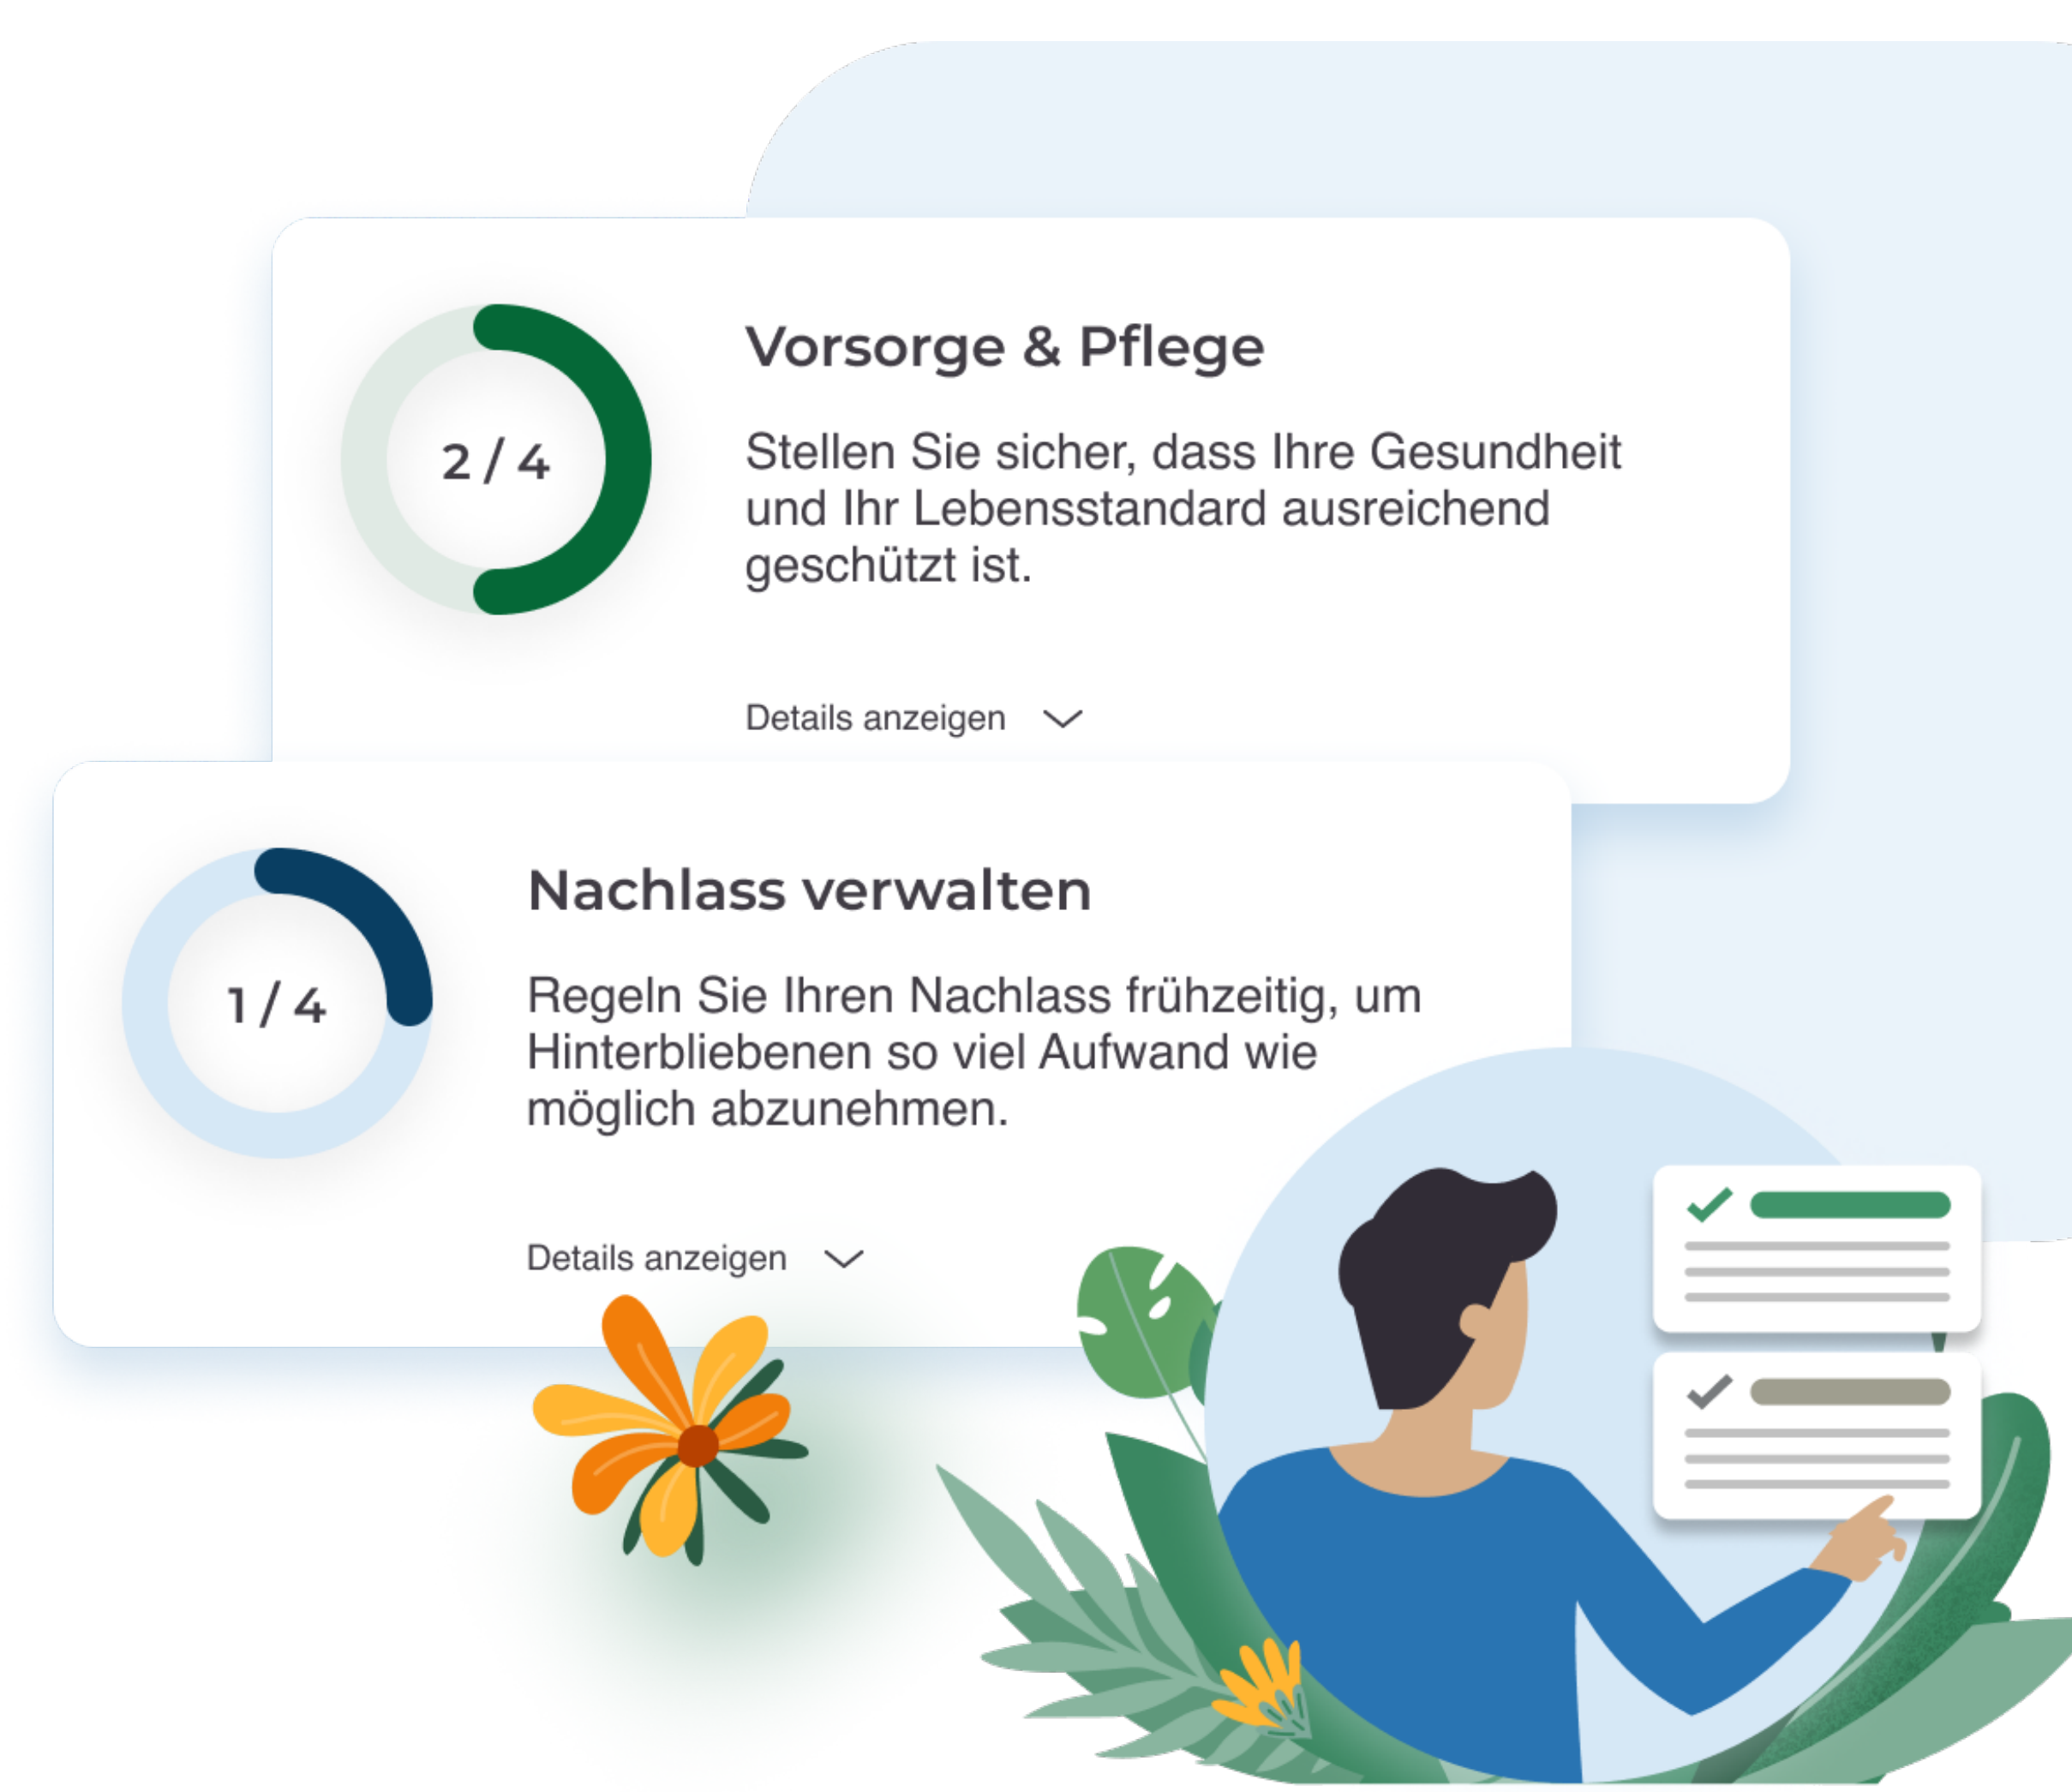 2 / 4
Vorsorge & Pflege
Stellen Sie sicher, dass Ihre Gesundheit
und Ihr Lebensstandard ausreichend
geschützt ist.
Details anzeigen
1 / 4
Nachlass verwalten
Regeln Sie Ihren Nachlass frühzeitig, um
Hinterbliebenen so viel Aufwand wie
möglich abzunehmen.
Details anzeigen